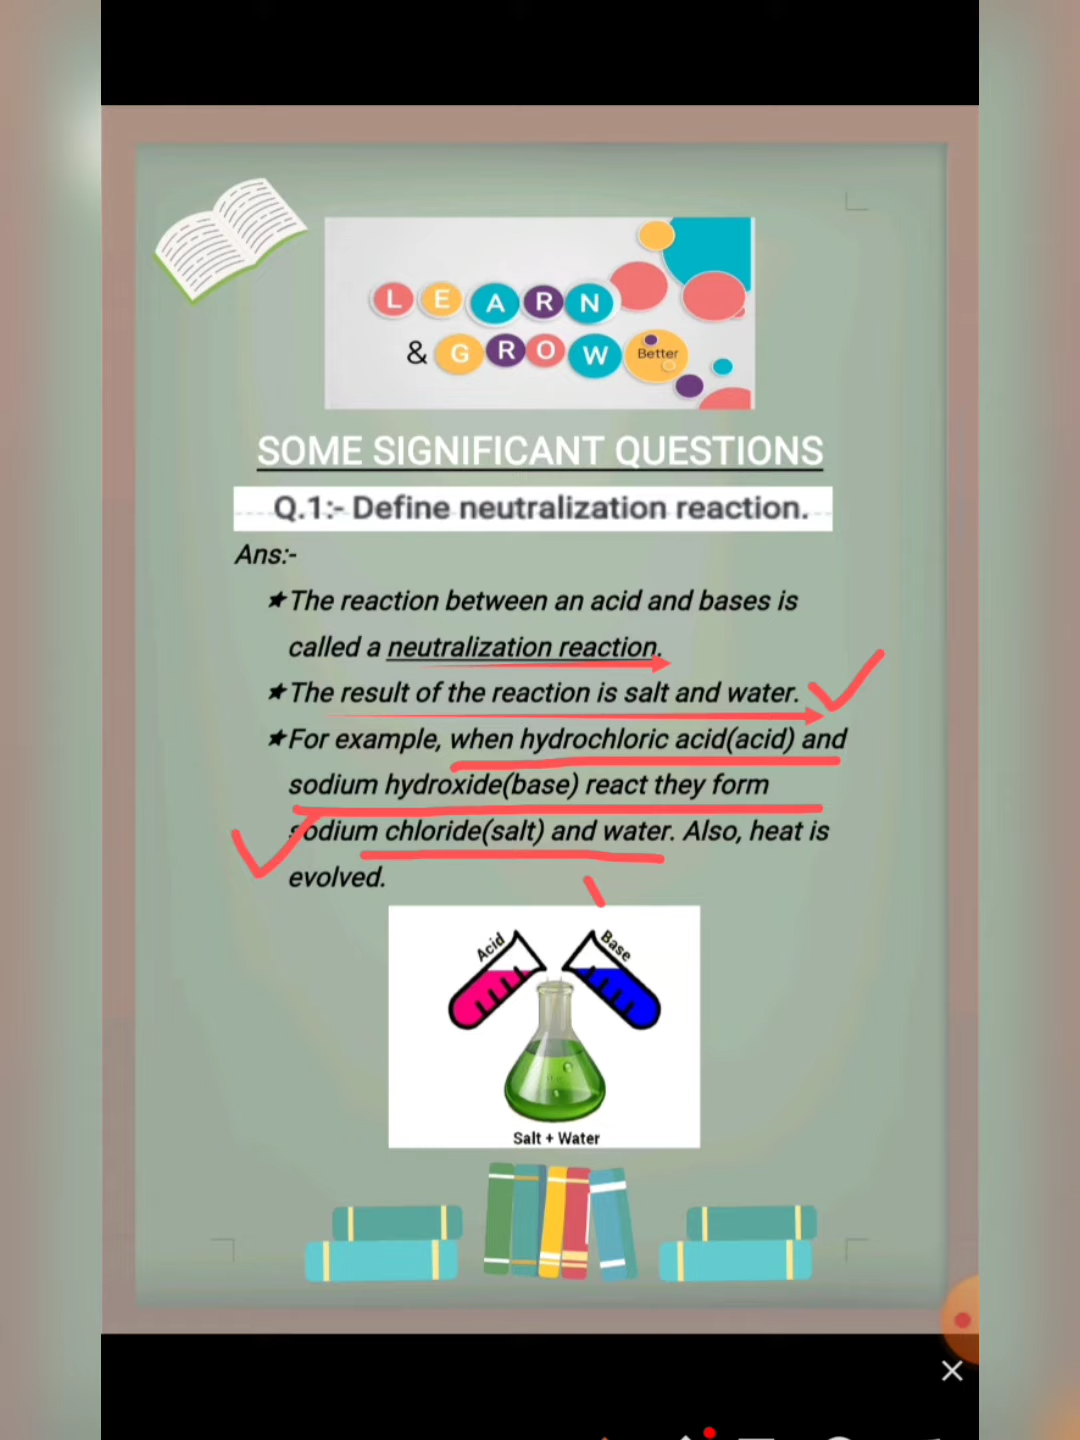 LEARN
& GROW Better
SOME SIGNIFICANT QUESTIONS
Q.1:- Define neutralization reaction.
Ans:-
★ The reaction between an acid and bases is
called a neutralization reaction.
★ The result of the reaction is salt and water.
★ For example, when hydrochloric acid(acid) and
sodium hydroxide(base) react they form
sodium chloride(salt) and water. Also, heat is
evolved.
Acid Base
Salt + Water